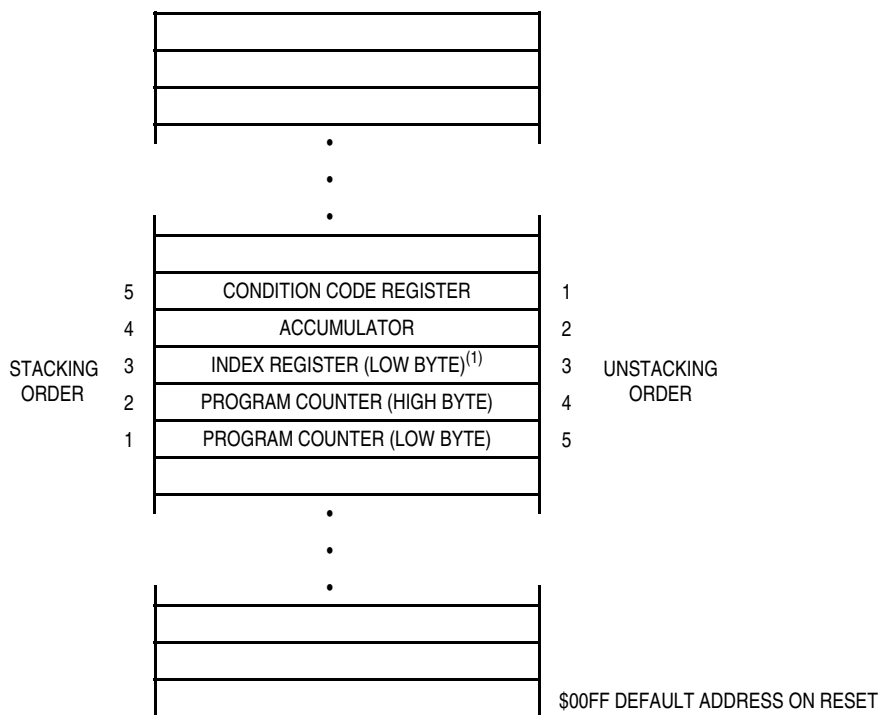 5 CONDITION CODE REGISTER 1
4 ACCUMULATOR 2
STACKING ORDER
3 INDEX REGISTER (LOW BYTE)(1) 3
UNSTACKING ORDER
2 PROGRAM COUNTER (HIGH BYTE) 4
1 PROGRAM COUNTER (LOW BYTE) 5
$00FF DEFAULT ADDRESS ON RESET